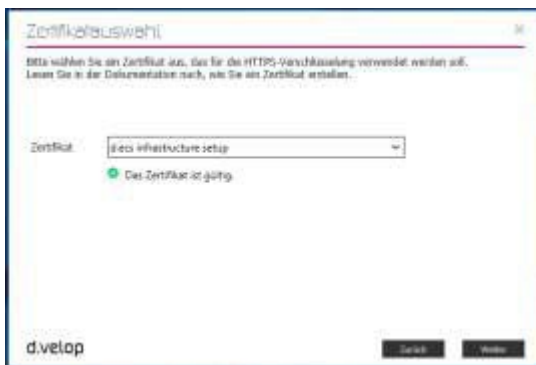 Zertifikatauswahl
Bitte wählen Sie ein Zertifikat aus, das für die HTTPS-Verschlüsselung verwendet werden soll.
Lesen Sie in der Dokumentation nach, wie Sie ein Zertifikat erstellen.
Zertifikat
d.ecs infrastructure setup
Das Zertifikat ist gültig.
d.velop
Zurück
Weiter